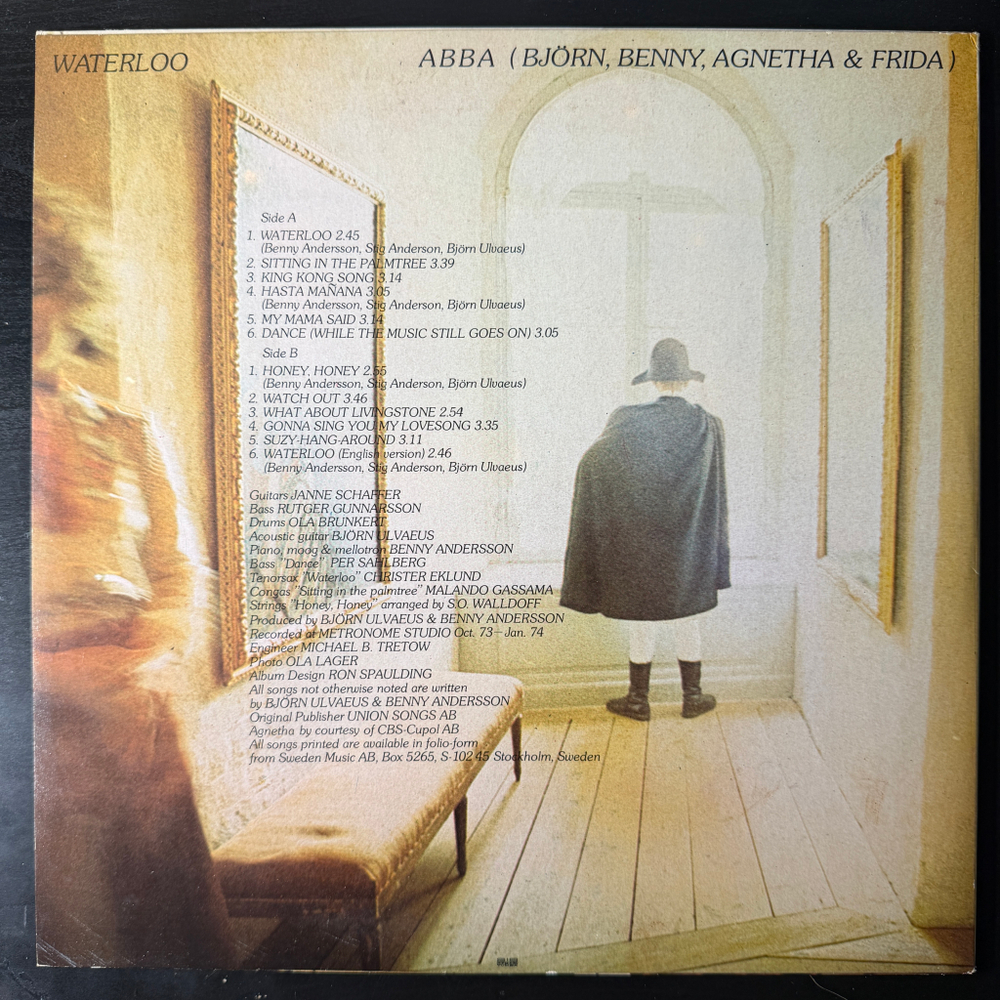 WATERLOO
ABBA (BJÖRN, BENNY, AGNETHA & FRIDA)
Side A
1. WATERLOO 2.45
(Benny Andersson, Stig Anderson, Björn Ulvaeus)
2. SITTING IN THE PALMTREE 3.39
3. KING KONG SONG 3.14
4. HASTA MAÑANA 3.05
(Benny Andersson, Stig Anderson, Björn Ulvaeus)
5. MY MAMA SAID 3.14
6. DANCE (WHILE THE MUSIC STILL GOES ON) 3.05
Side B
1. HONEY, HONEY 2.55
(Benny Andersson, Stig Anderson, Björn Ulvaeus)
2. WATCH OUT 3.46
3. WHAT ABOUT LIVINGSTONE 2.54
4. GONNA SING YOU MY LOVESONG 3.35
5. SUZY-HANG-AROUND 3.11
6. WATERLOO (English version) 2.46
(Benny Andersson, Stig Anderson, Björn Ulvaeus)
Guitars JANNE SCHAFFER
Bass RUTGER GUNNARSSON
Drums OLA BRUNKERT
Acoustic guitar BJÖRN ULVAEUS
Piano, moog & mellotron BENNY ANDERSSON
Bass "Dance" PER SAHLBERG
Tenorsax "Waterloo" CHRISTER EKLUND
Congas "Sitting in the palmtree" MALANDO GASSAMA
Strings "Honey, Honey" arranged by S.O. WALLDOFF
Produced by BJÖRN ULVAEUS & BENNY ANDERSSON
Recorded at METRONOME STUDIO Oct. 73–Jan. 74
Engineer MICHAEL B. TRETOW
Photo OLA LAGER
Album Design RON SPAULDING
All songs not otherwise noted are written
by BJÖRN ULVAEUS & BENNY ANDERSSON
Original Publisher UNION SONGS AB
Agnetha by courtesy of CBS-Cupol AB
All songs printed are available in folio-form
from Sweden Music AB, Box 5265, S-102 45 Stockholm, Sweden